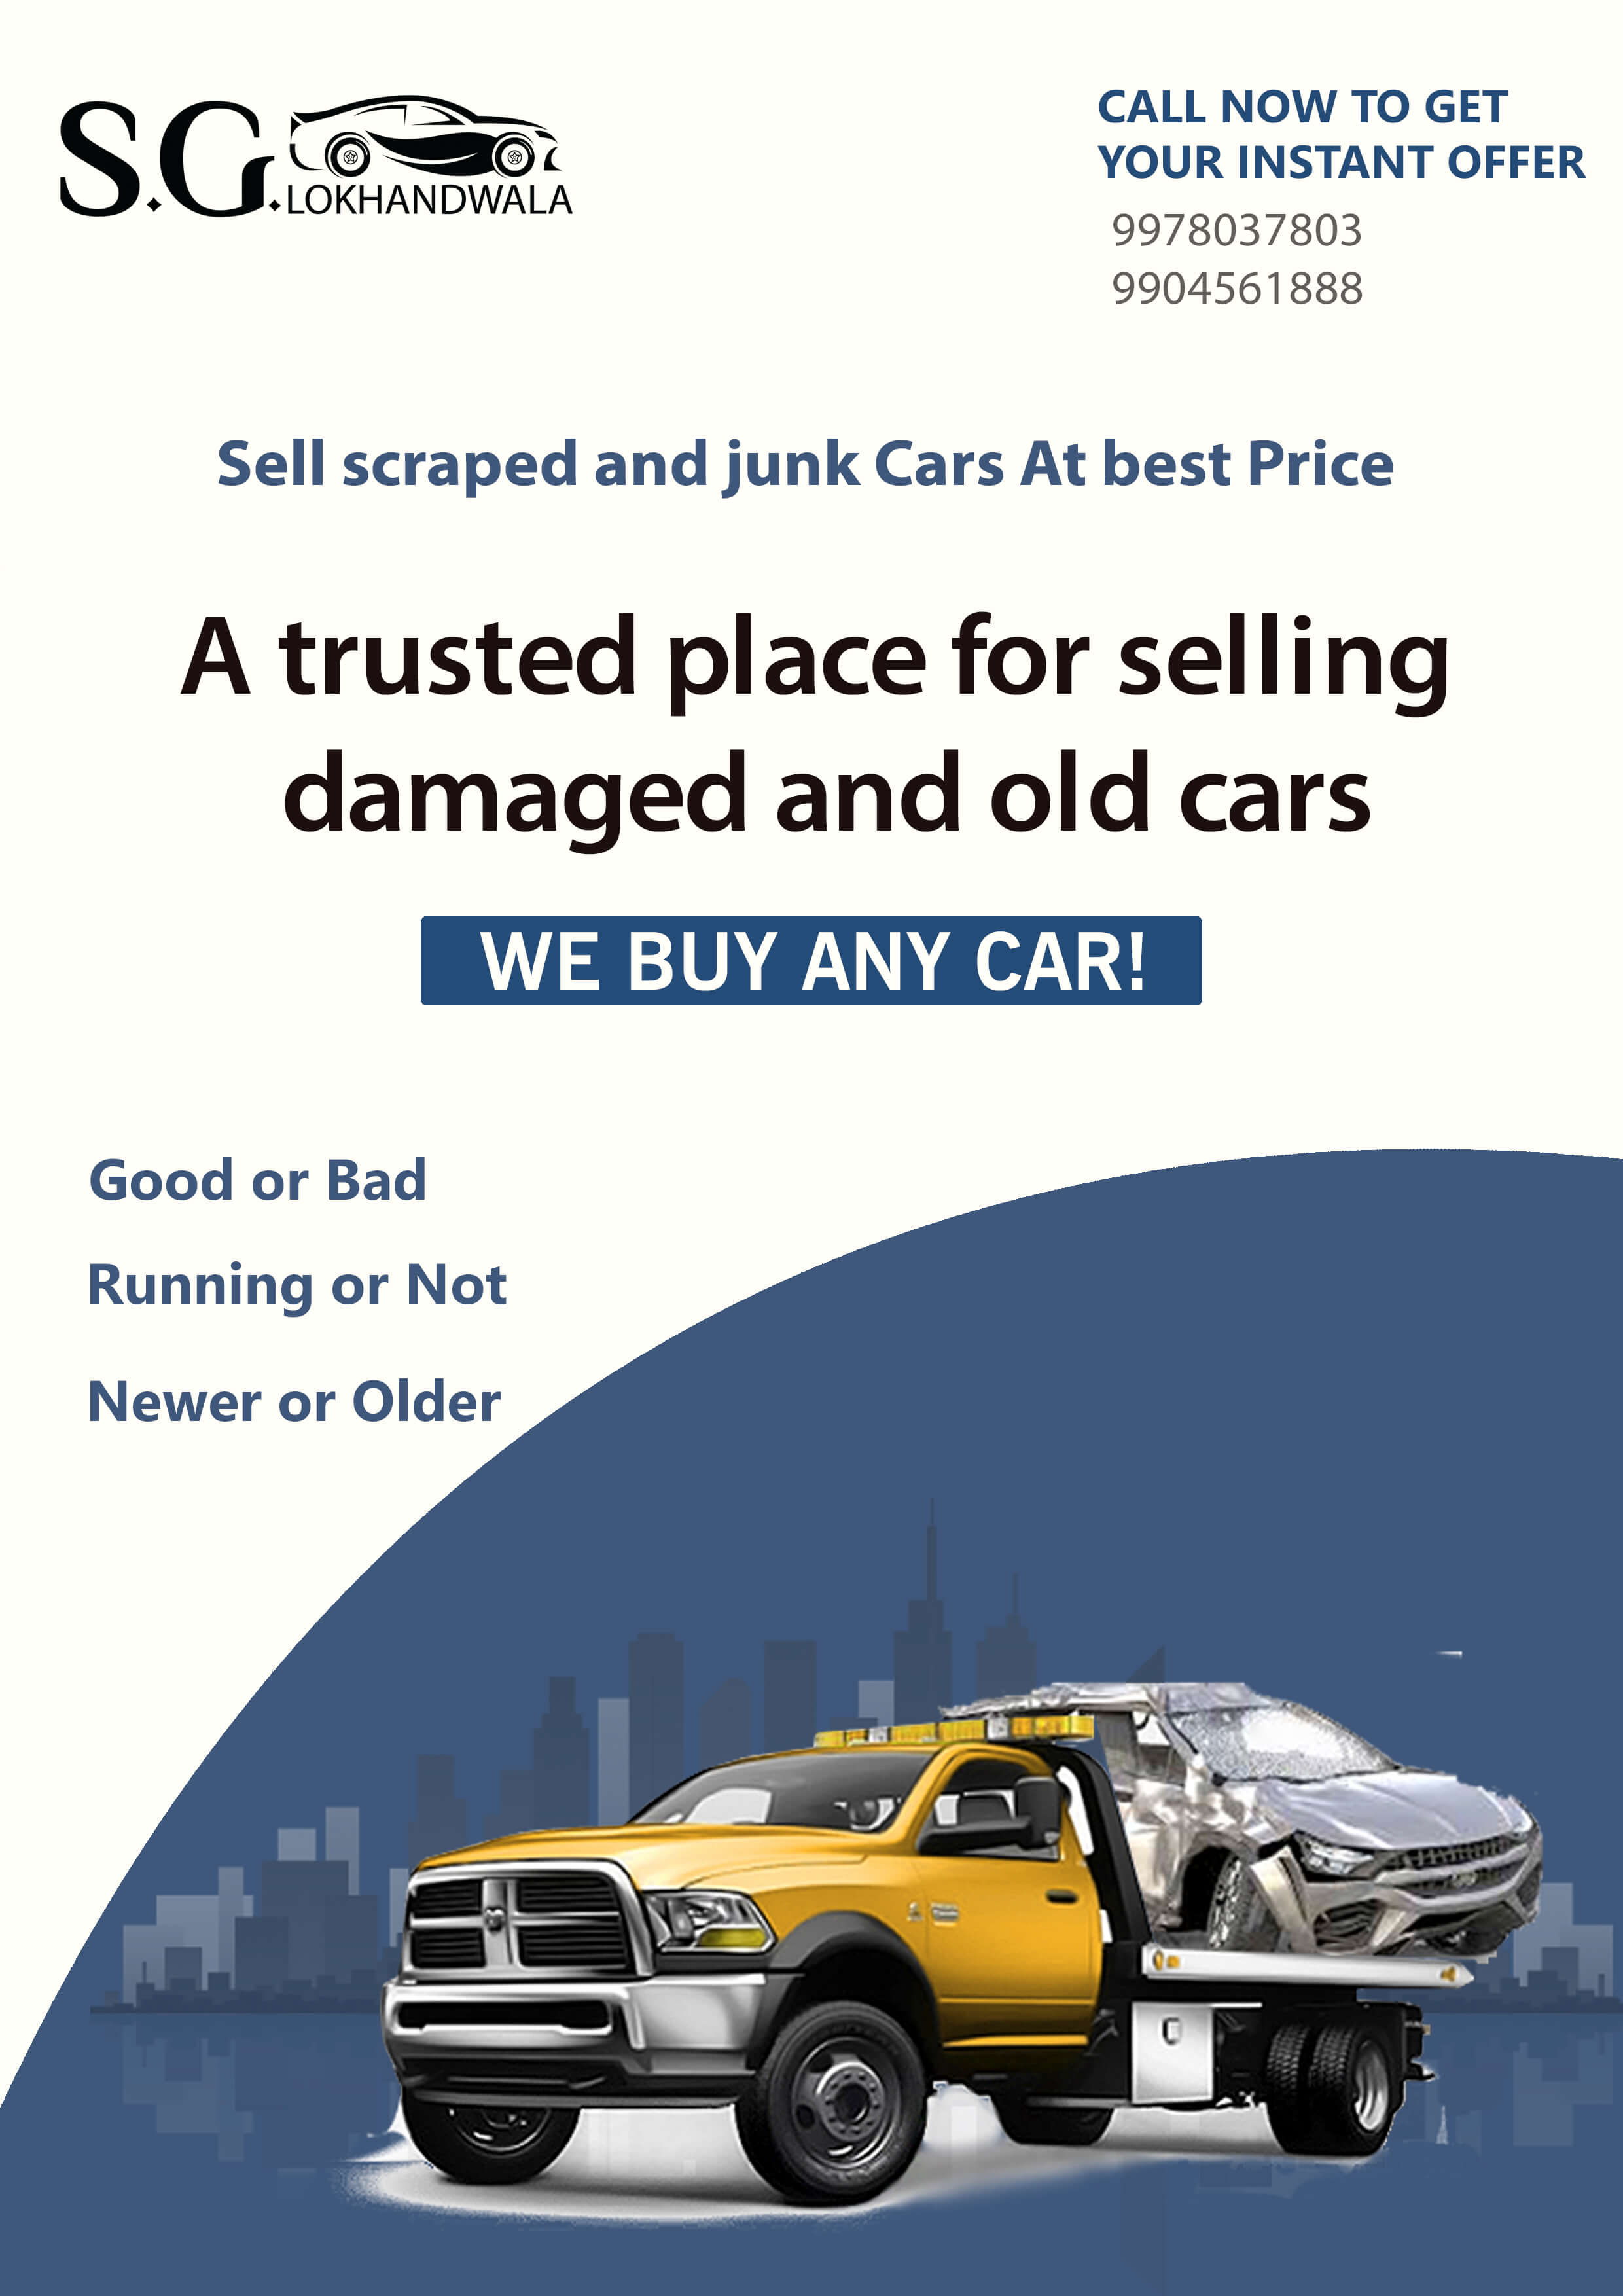 S.G.
LOKHANDWALA
CALL NOW TO GET
YOUR INSTANT OFFER
9978037803
9904561888
Sell scraped and junk Cars At best Price
A trusted place for selling
damaged and old cars
WE BUY ANY CAR!
Good or Bad
Running or Not
Newer or Older